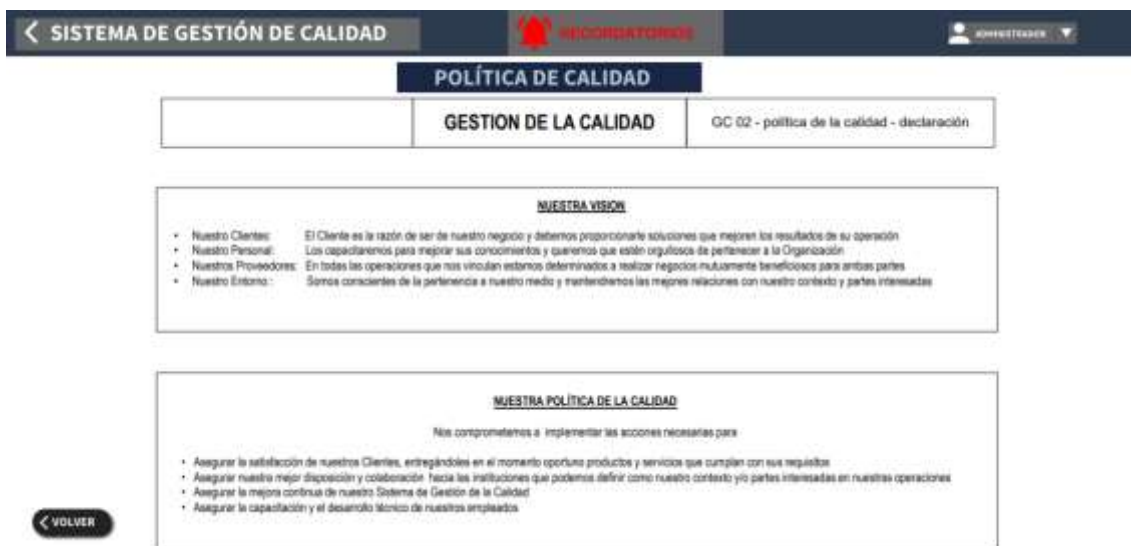 SISTEMA DE GESTIÓN DE CALIDAD
RECORDATORIOS
ADMINISTRADOR
POLÍTICA DE CALIDAD
GESTION DE LA CALIDAD
GC 02 - política de la calidad - declaración
NUESTRA VISION
• Nuestro Clientes: El Cliente es la razón de ser de nuestro negocio y debemos proporcionarle soluciones que mejoren los resultados de su operación
• Nuestro Personal: Los capacitaremos para mejorar sus conocimientos y queremos que estén orgullosos de pertenecer a la Organización
• Nuestros Proveedores: En todas las operaciones que nos vinculan estamos determinados a realizar negocios mutuamente beneficiosos para ambas partes
• Nuestro Entorno : Somos conscientes de la pertenencia a nuestro medio y mantendremos las mejores relaciones con nuestro contexto y partes interesadas
NUESTRA POLÍTICA DE LA CALIDAD
Nos comprometemos a implementar las acciones necesarias para
• Asegurar la satisfacción de nuestros Clientes, entregándoles en el momento oportuno productos y servicios que cumplan con sus requisitos
• Asegurar nuestra mejor disposición y colaboración hacia las instituciones que podemos definir como nuestro contexto y/o partes interesadas en nuestras operaciones
• Asegurar la mejora continua de nuestro Sistema de Gestión de la Calidad
• Asegurar la capacitación y el desarrollo técnico de nuestros empleados
VOLVER